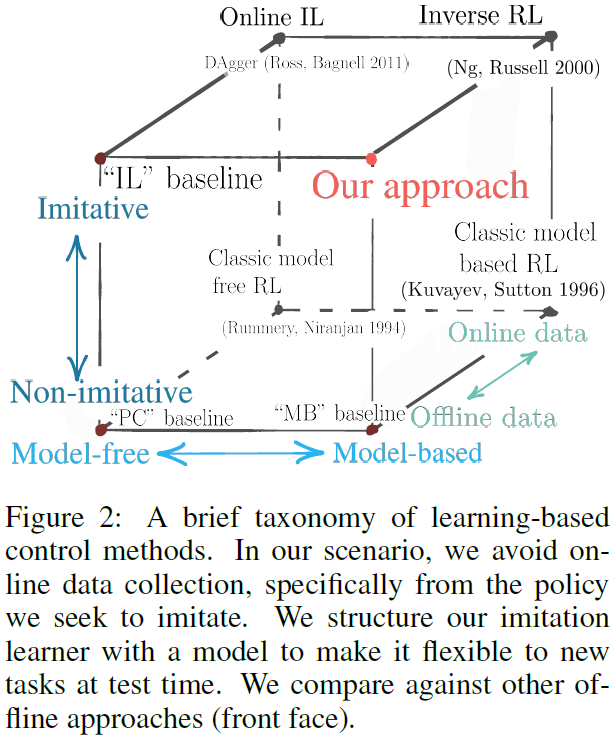 Online IL
Inverse RL
DAgger (Ross, Bagnell 2011)
(Ng, Russell 2000)
“IL” baseline
Our approach
Imitative
Classic model
free RL
Classic model
based RL
(Kuvayev, Sutton 1996)
(Rummery, Niranjan 1994)
Online data
Non-imitative
“PC” baseline
“MB” baseline
Offline data
Model-free
Model-based
Figure 2: A brief taxonomy of learning-based
control methods. In our scenario, we avoid on-
line data collection, specifically from the policy
we seek to imitate. We structure our imitation
learner with a model to make it flexible to new
tasks at test time. We compare against other of-
fline approaches (front face).